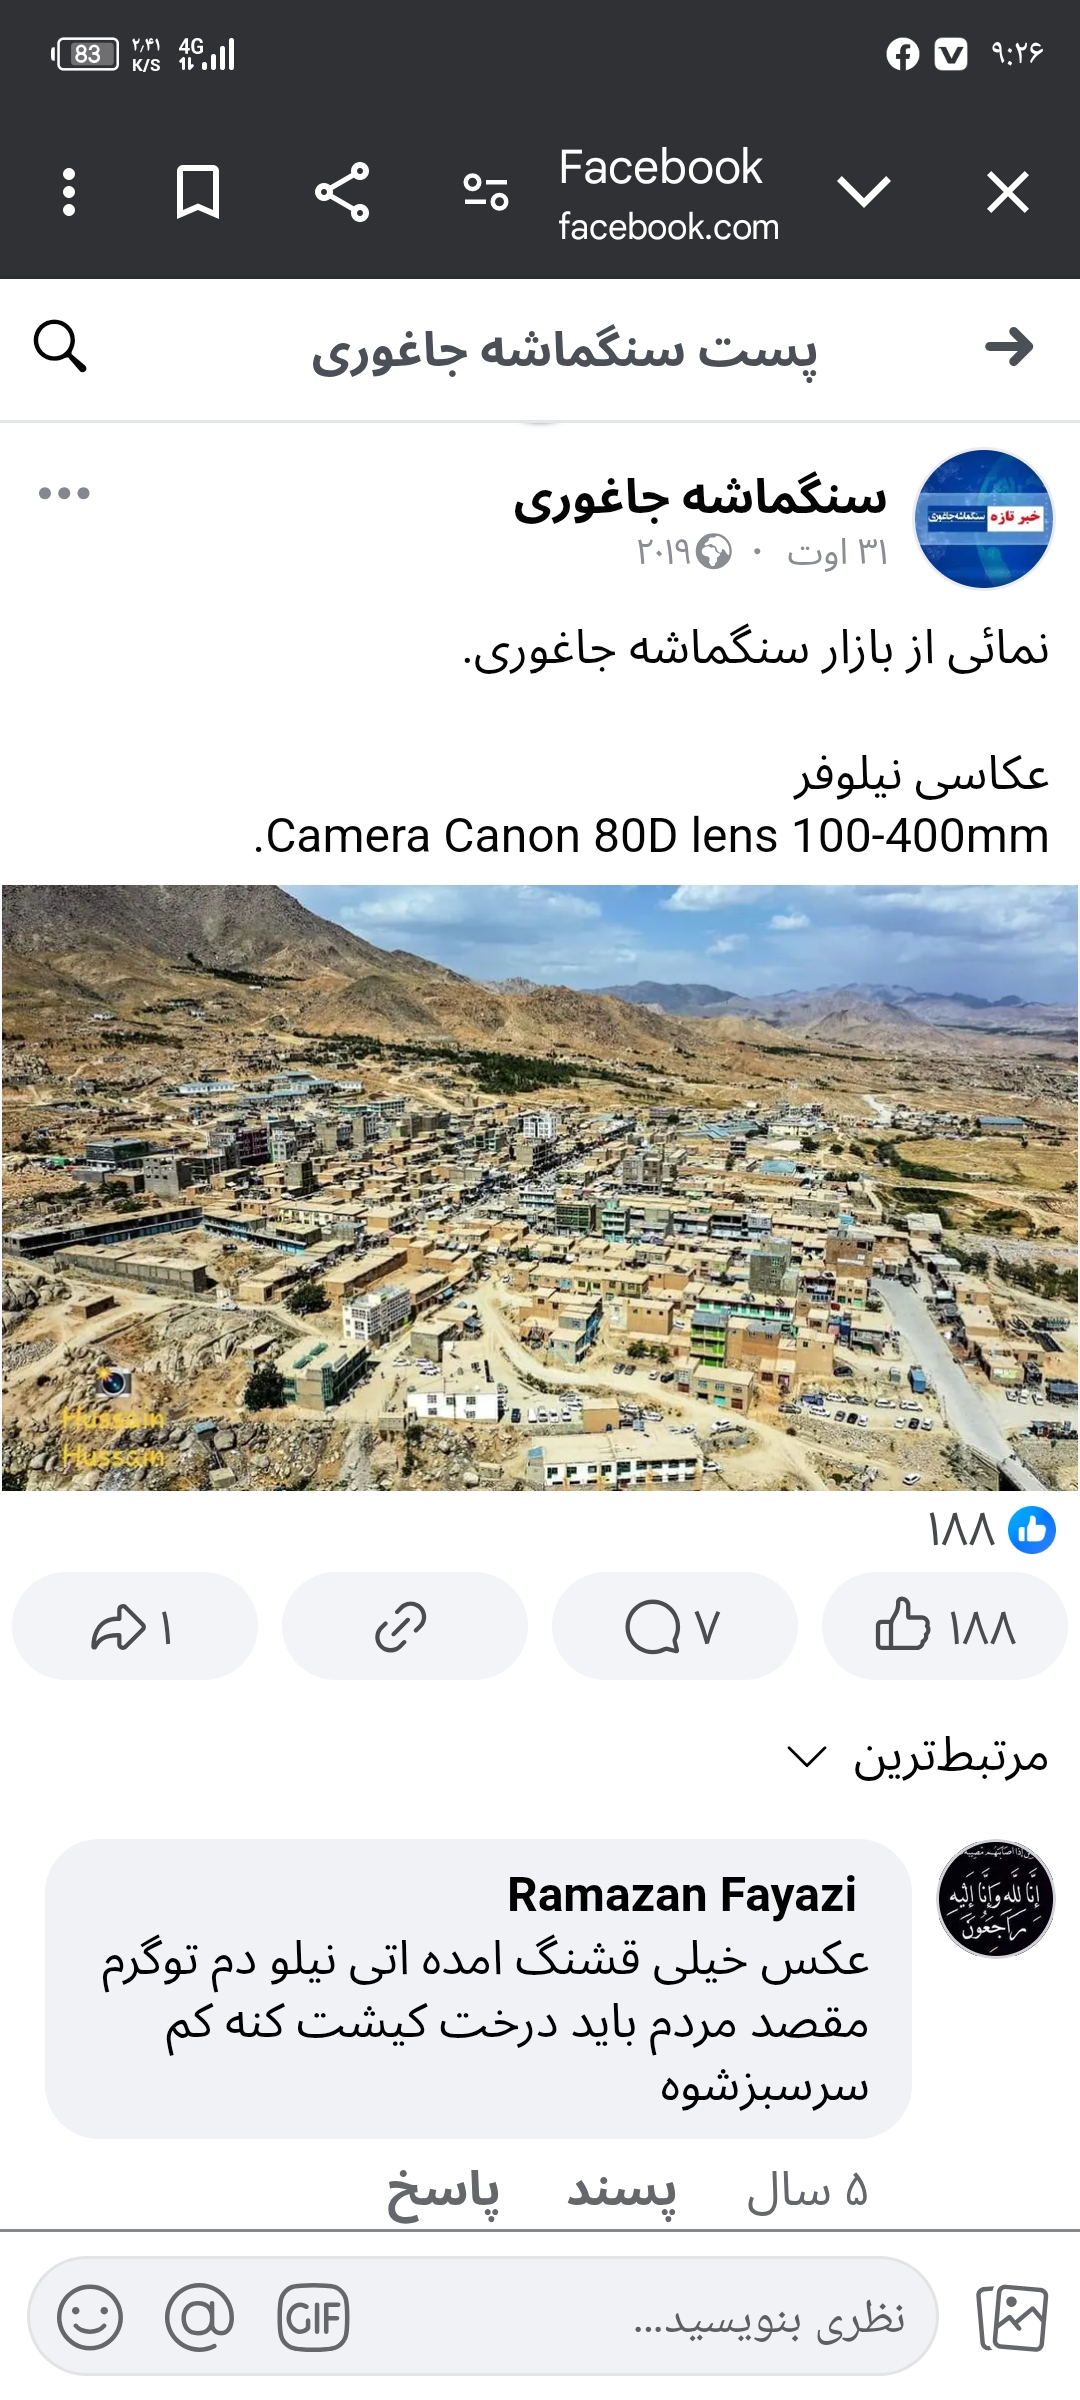 83
۲٫۴۱
K/S
4G
۹:۲۶
Facebook
facebook.com
پست سنگماشه جاغوری
خبر تازه سنگماشه‌جاغوری
سنگماشه جاغوری
۳۱ اوت ۲۰۱۹ ·
نمائی از بازار سنگماشه جاغوری.
عکاسی نیلوفر
Camera Canon 80D lens 100-400mm.
Hussain
Hussain
۱۸۸
۱۸۸
۷
۱
مرتبط‌ترین
إنا لله وإنا إليه
راجعون
Ramazan Fayazi
عکس خیلی قشنگ امده اتی نیلو دم توگرم
مقصد مردم باید درخت کیشت کنه کم
سرسبزشوه
۵ سال پسند پاسخ
نظری بنویسید...
GIF